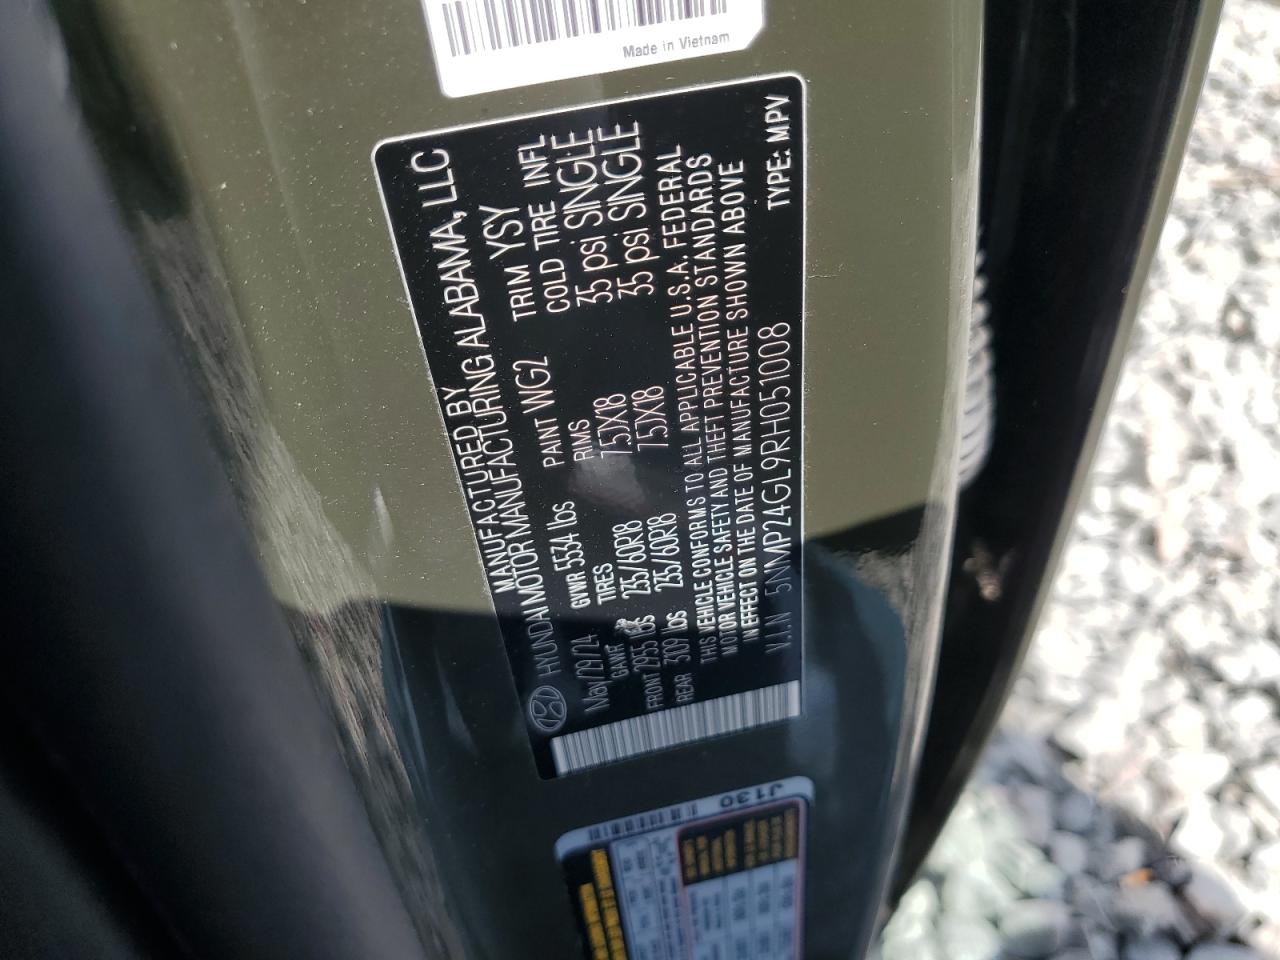 Made in Vietnam
MANUFACTURED BY
HYUNDAI MOTOR MANUFACTURING ALABAMA, LLC
May/29/24 PAINT WG2 TRIM YSY
GAWR GVWR 5534 lbs
TIRES RIMS COLD TIRE INFL
FRONT 2935 lbs 235/60R18 7.5JX18 35 psi SINGLE
REAR 3109 lbs 235/60R18 7.5JX18 35 psi SINGLE
THIS VEHICLE CONFORMS TO ALL APPLICABLE U.S.A. FEDERAL
MOTOR VEHICLE SAFETY AND THEFT PREVENTION STANDARDS
IN EFFECT ON THE DATE OF MANUFACTURE SHOWN ABOVE
V.I.N 5NMMP24GL9RH051008 TYPE: MPV
J130